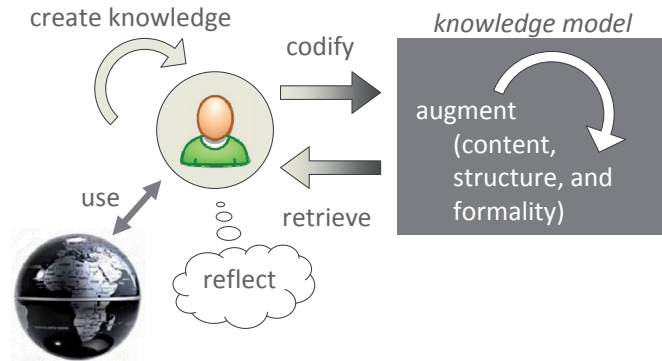 create knowledge
codify
knowledge model
augment
(content,
structure, and
formality)
use
retrieve
reflect